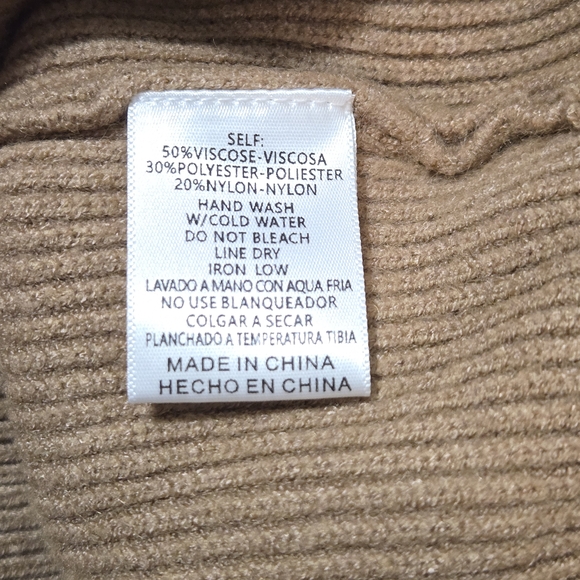 SELF:
50%VISCOSE-VISCOSA
30%POLYESTER-POLIESTER
20%NYLON-NYLON
HAND WASH
W/COLD WATER
DO NOT BLEACH
LINE DRY
IRON LOW
LAVADO A MANO CON AQUA FRIA
NO USE BLANQUEADOR
COLGAR A SECAR
PLANCHADO A TEMPERATURA TIBIA
MADE IN CHINA
HECHO EN CHINA